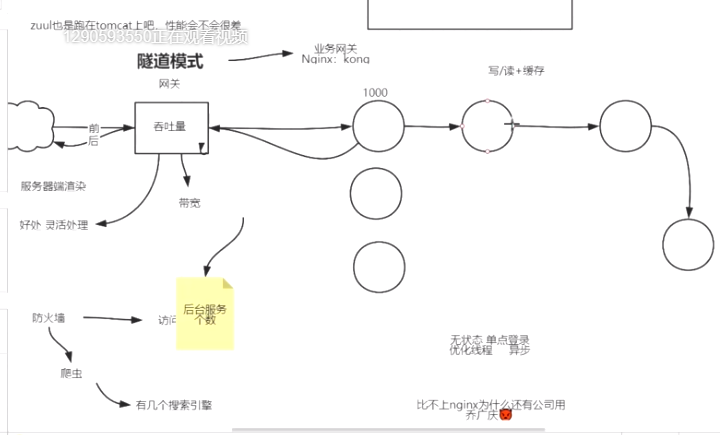 zuul也是跑在tomcat上吧，性能会不会很差
1290593550正在观看视频
隧道模式
业务网关
Nginx：kong
网关
写/读+缓存
1000
前
后
吞吐量
服务器端渲染
带宽
好处 灵活处理
后台服务
个数
防火墙
访问
无状态 单点登录
优化线程 异步
爬虫
有几个搜索引擎
比不上nginx为什么还有公司用
乔广庆👹